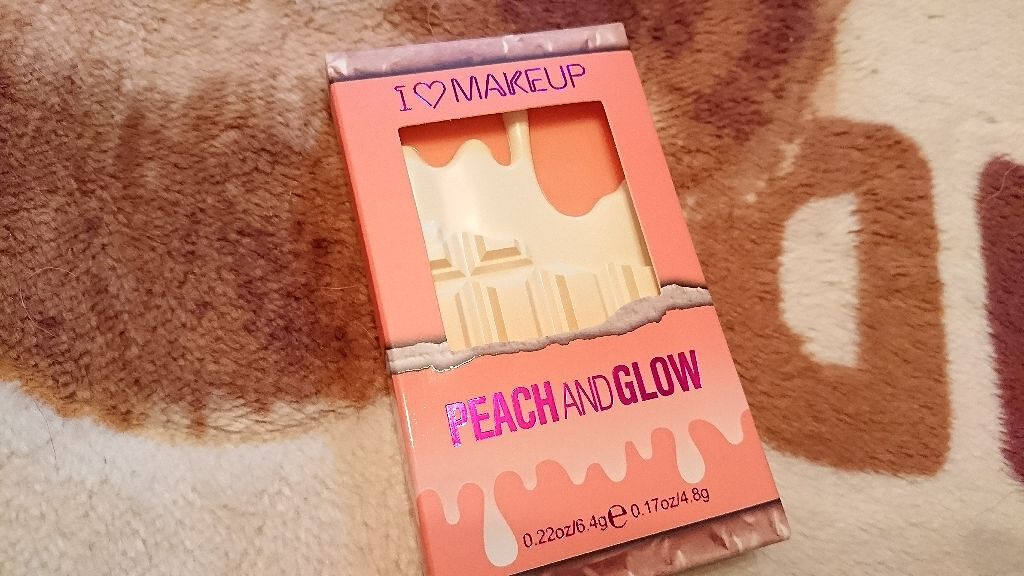 I ♡ MAKEUP
PEACH AND GLOW
0.22oz/6.4g ℮ 0.17oz/4.8g